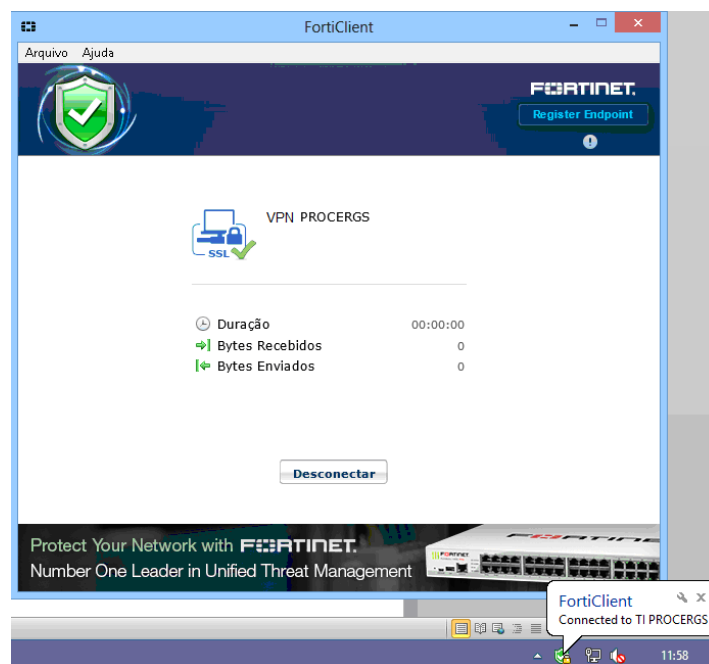 FortiClient
Arquivo Ajuda
FORTINET.
Register Endpoint
VPN PROCERGS
SSL
Duração 00:00:00
Bytes Recebidos 0
Bytes Enviados 0
Desconectar
Protect Your Network with FORTINET.
Number One Leader in Unified Threat Management
FortiClient
Connected to TI PROCERGS
11:58